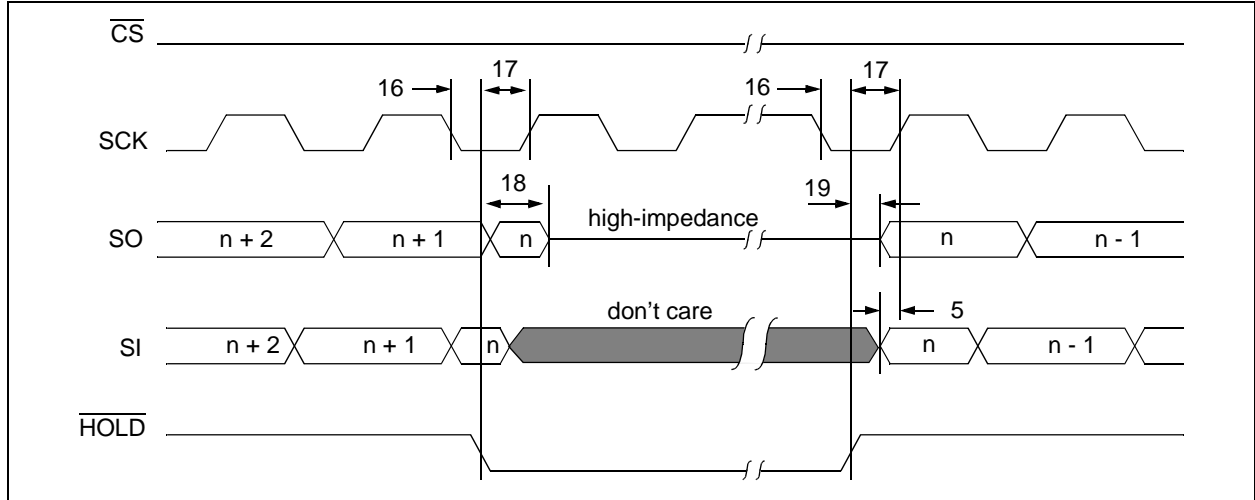 CS
16 17 16 17
SCK
18 19
high-impedance
SO n + 2 n + 1 n n n - 1
don't care 5
SI n + 2 n + 1 n n n - 1
HOLD